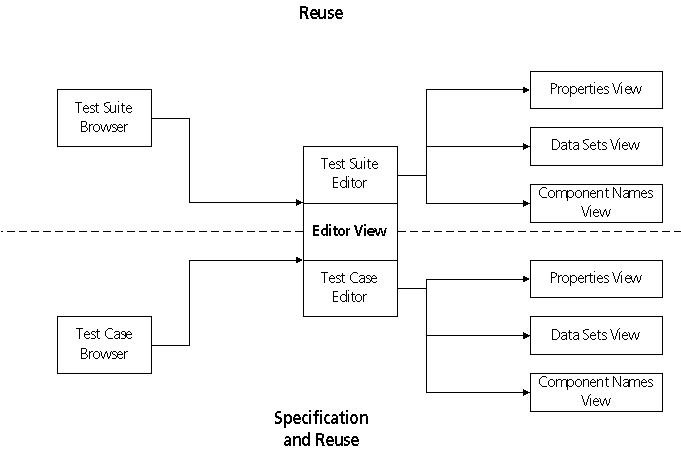 Reuse
Test Suite
Browser
Test Suite
Editor
Editor View
Test Case
Editor
Properties View
Data Sets View
Component Names
View
Properties View
Data Sets View
Component Names
View
Test Case
Browser
Specification
and Reuse